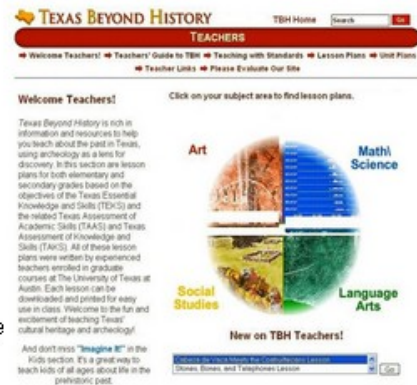 TEXAS BEYOND HISTORY
TBH Home
Search
Go
TEACHERS
Welcome Teachers! Teachers' Guide to TBH Teaching with Standards Lesson Plans Unit Plans
Teacher Links Please Evaluate Our Site
Welcome Teachers!
Texas Beyond History is rich in
information and resources to help
you teach about the past in Texas,
using archeology as a lens for
discovery. In this section are lesson
plans for both elementary and
secondary grades based on the
objectives of the Texas Essential
Knowledge and Skills (TEKS) and
the related Texas Assessment of
Academic Skills (TAAS) and Texas
Assessment of Knowledge and
Skills (TAKS). All of these lesson
plans were written by experienced
teachers enrolled in graduate
courses at The University of Texas at
Austin. Each lesson can be
downloaded and printed for easy
use in class. Welcome to the fun and
excitement of teaching Texas'
cultural heritage and archeology!
And don't miss "Imagine It!" in the
Kids section. It's a great way to
teach kids of all ages about life in the
prehistoric past.
Click on your subject area to find lesson plans.
Art
Math\
Science
Social
Studies
Language
Arts
New on TBH Teachers!
Cabeza de Vaca Meets the Coahuiltecans Lesson
Stones, Bones, and Telephones Lesson
Go
e